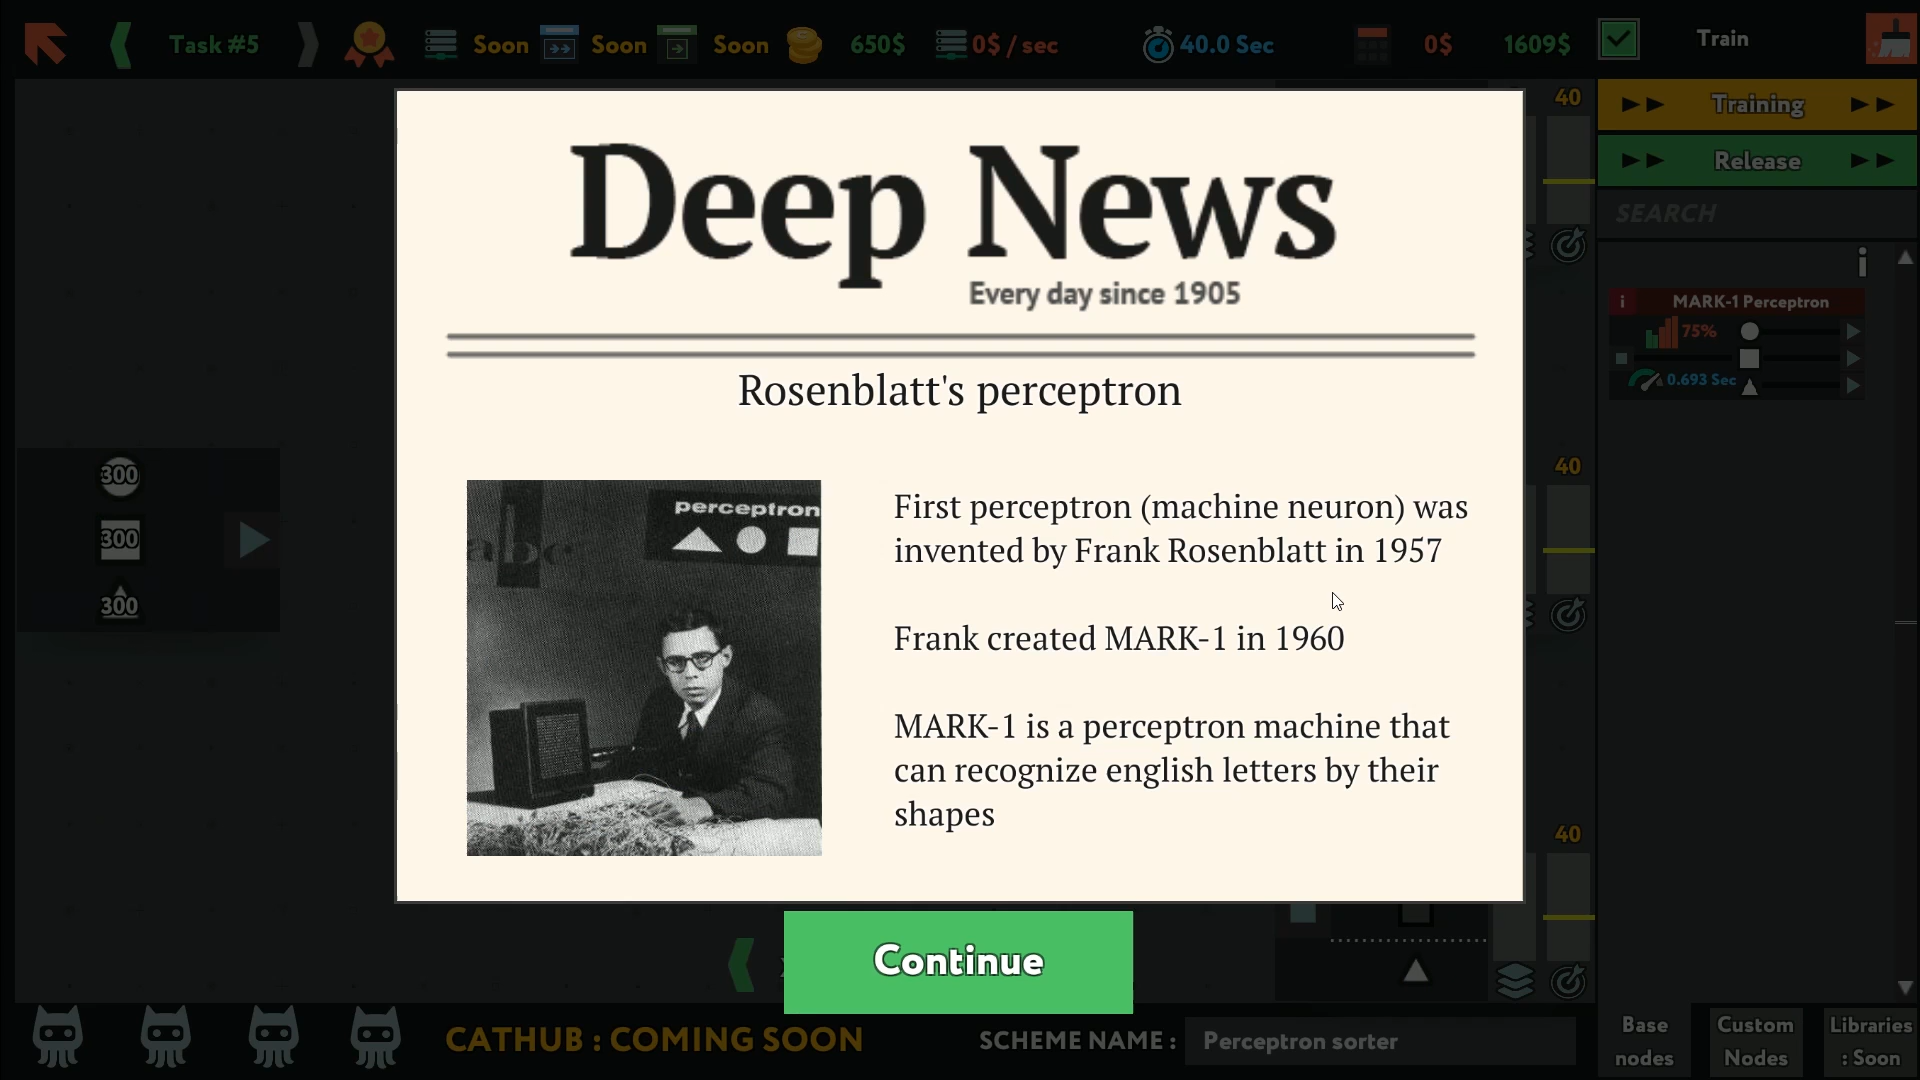 Task #5
Soon
Soon
Soon
650$
0$ / sec
40.0 Sec
0$
1609$
Train
40
Training
Release
SEARCH
i
i MARK-1 Perceptron
75%
0.693 Sec
Deep News
Every day since 1905
Rosenblatt's perceptron
perceptron
abc
First perceptron (machine neuron) was
invented by Frank Rosenblatt in 1957
Frank created MARK-1 in 1960
MARK-1 is a perceptron machine that
can recognize english letters by their
shapes
300
300
300
40
40
Continue
CATHUB : COMING SOON
SCHEME NAME :
Perceptron sorter
Base
nodes
Custom
Nodes
Libraries
: Soon